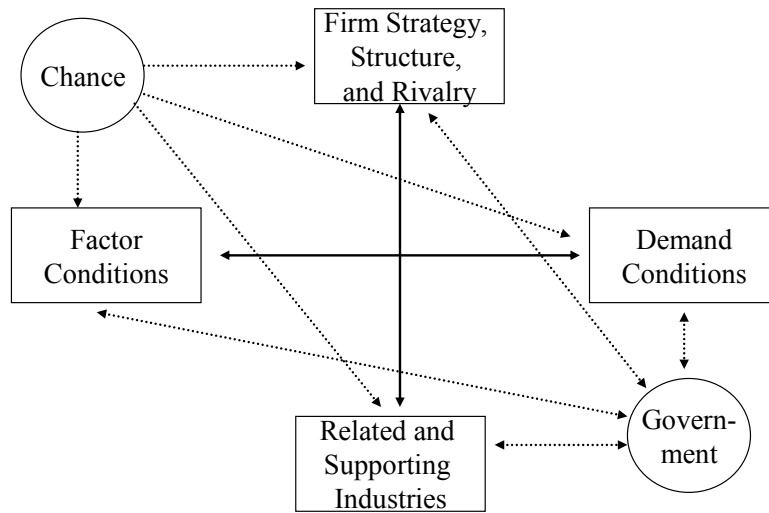 Firm Strategy,
Structure,
and Rivalry
Chance
Factor
Conditions
Demand
Conditions
Related and
Supporting
Industries
Govern-
ment